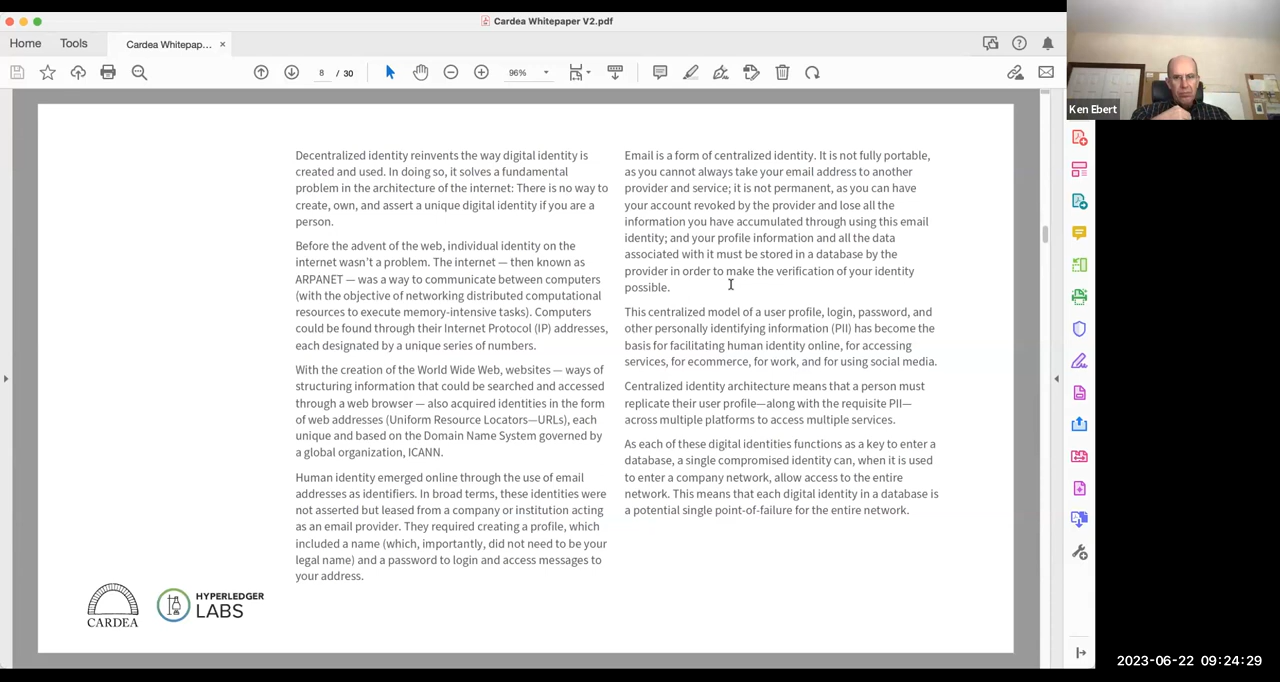 Cardea Whitepaper V2.pdf
Home
Tools
Cardea Whitepap... ×
8 / 30
96%
Ken Ebert
Decentralized identity reinvents the way digital identity is
created and used. In doing so, it solves a fundamental
problem in the architecture of the internet: There is no way to
create, own, and assert a unique digital identity if you are a
person.
Before the advent of the web, individual identity on the
internet wasn't a problem. The internet — then known as
ARPANET — was a way to communicate between computers
(with the objective of networking distributed computational
resources to execute memory-intensive tasks). Computers
could be found through their Internet Protocol (IP) addresses,
each designated by a unique series of numbers.
With the creation of the World Wide Web, websites — ways of
structuring information that could be searched and accessed
through a web browser — also acquired identities in the form
of web addresses (Uniform Resource Locators—URLs), each
unique and based on the Domain Name System governed by
a global organization, ICANN.
Human identity emerged online through the use of email
addresses as identifiers. In broad terms, these identities were
not asserted but leased from a company or institution acting
as an email provider. They required creating a profile, which
included a name (which, importantly, did not need to be your
legal name) and a password to login and access messages to
your address.
Email is a form of centralized identity. It is not fully portable,
as you cannot always take your email address to another
provider and service; it is not permanent, as you can have
your account revoked by the provider and lose all the
information you have accumulated through using this email
identity; and your profile information and all the data
associated with it must be stored in a database by the
provider in order to make the verification of your identity
possible.
This centralized model of a user profile, login, password, and
other personally identifying information (PII) has become the
basis for facilitating human identity online, for accessing
services, for ecommerce, for work, and for using social media.
Centralized identity architecture means that a person must
replicate their user profile—along with the requisite PII—
across multiple platforms to access multiple services.
As each of these digital identities functions as a key to enter a
database, a single compromised identity can, when it is used
to enter a company network, allow access to the entire
network. This means that each digital identity in a database is
a potential single point-of-failure for the entire network.
CARDEA
HYPERLEDGER
LABS
2023-06-22 09:24:29